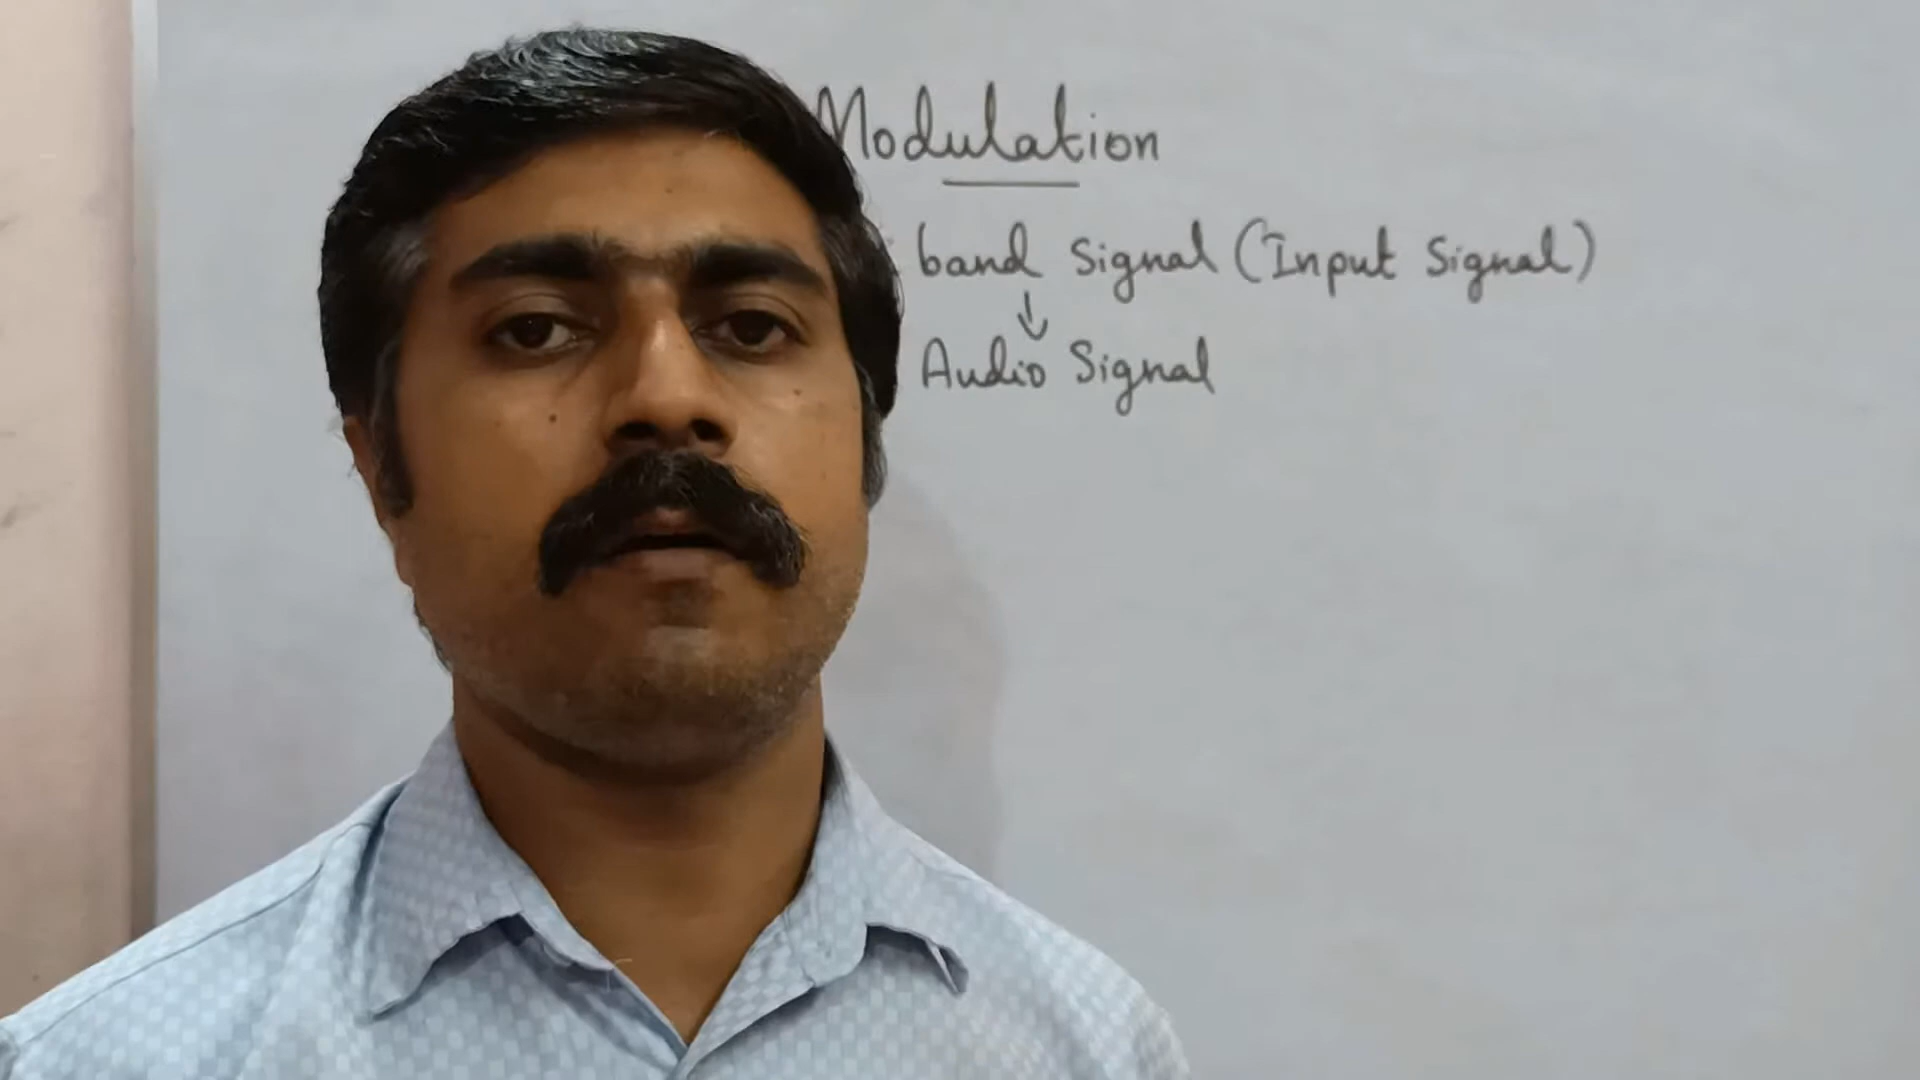 Modulation
band Signal (Input Signal)
↓
Audio Signal